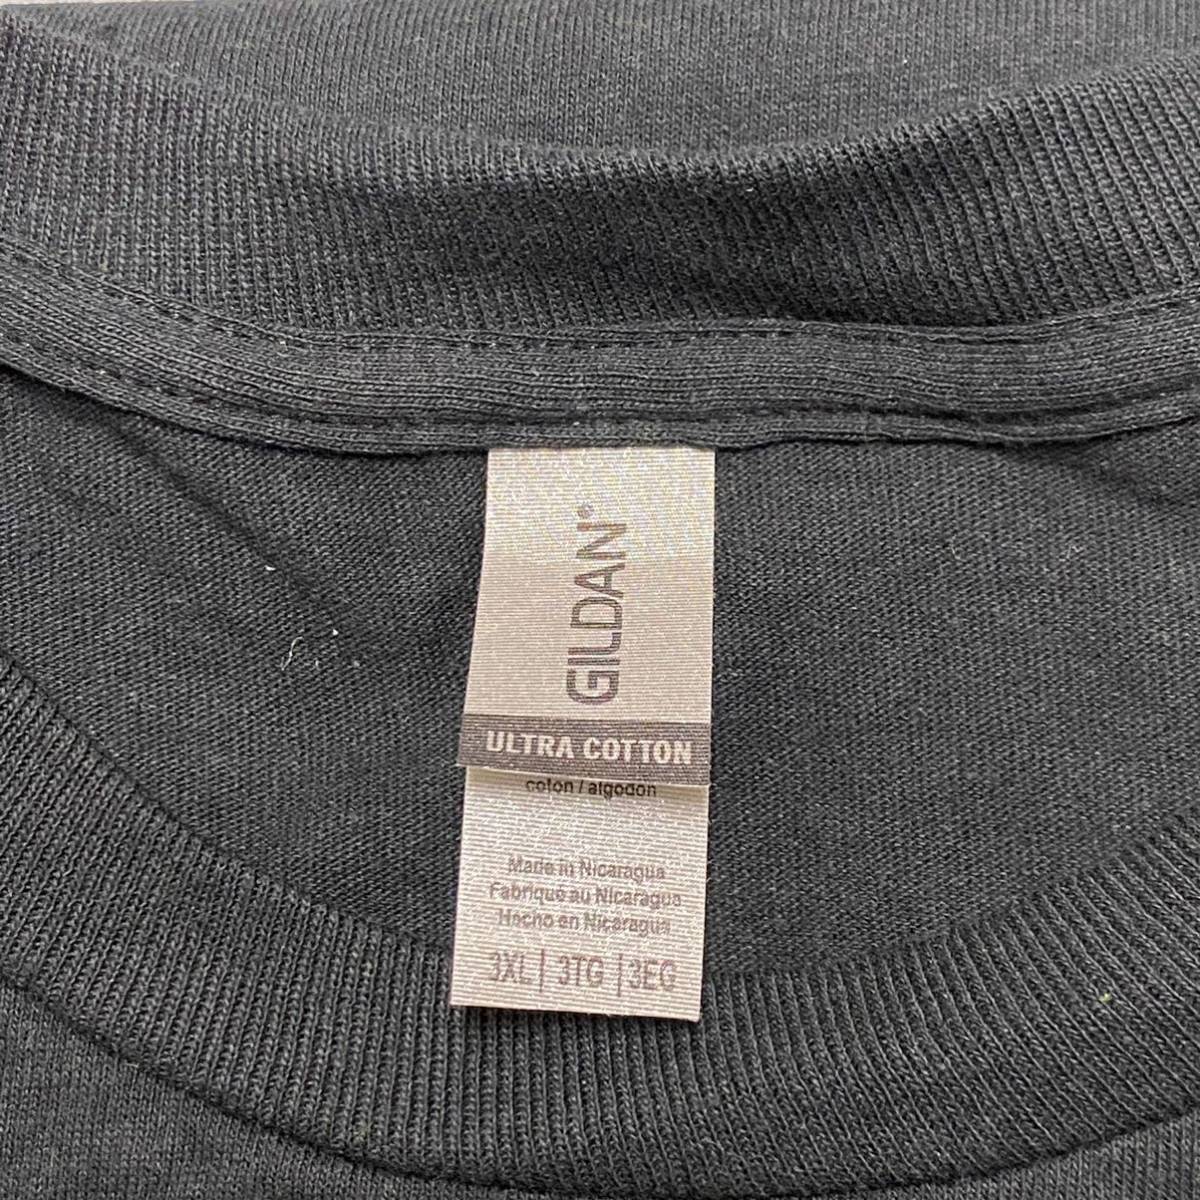 GILDAN®
ULTRA COTTON
coton / algodon
Made in Nicaragua
Fabriqué au Nicaragua
Hecho en Nicaragua
3XL | 3TG | 3EG